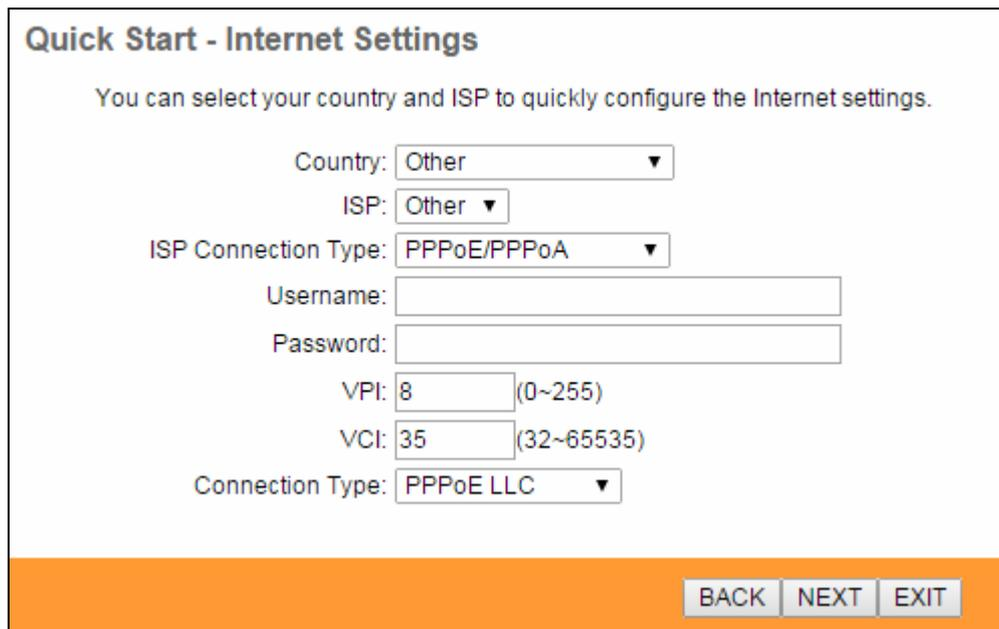 Quick Start - Internet Settings
You can select your country and ISP to quickly configure the Internet settings.
Country: Other
ISP: Other
ISP Connection Type: PPPoE/PPPoA
Username:
Password:
VPI: 8 (0~255)
VCI: 35 (32~65535)
Connection Type: PPPoE LLC
BACK NEXT EXIT